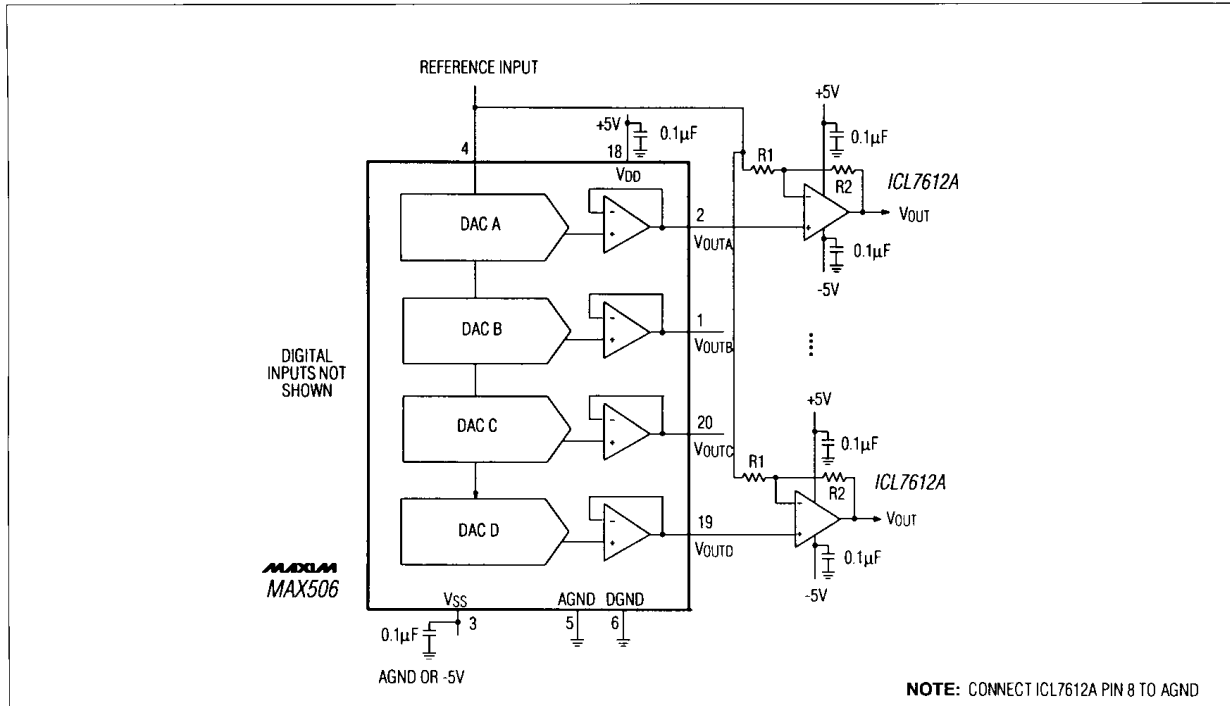 REFERENCE INPUT
+5V
+5V
0.1µF
0.1µF
4
18
VDD
R1
R2
ICL7612A
DAC A
-
+
2
VOUTA
-
+
VOUT
0.1µF
-5V
DAC B
-
+
1
VOUTB
DIGITAL
INPUTS NOT
SHOWN
+5V
DAC C
-
+
20
VOUTC
0.1µF
R1
R2
ICL7612A
DAC D
-
+
19
VOUTD
-
+
VOUT
0.1µF
-5V
MAXIM
MAX506
VSS
AGND
DGND
3
5
6
0.1µF
AGND OR -5V
NOTE: CONNECT ICL7612A PIN 8 TO AGND